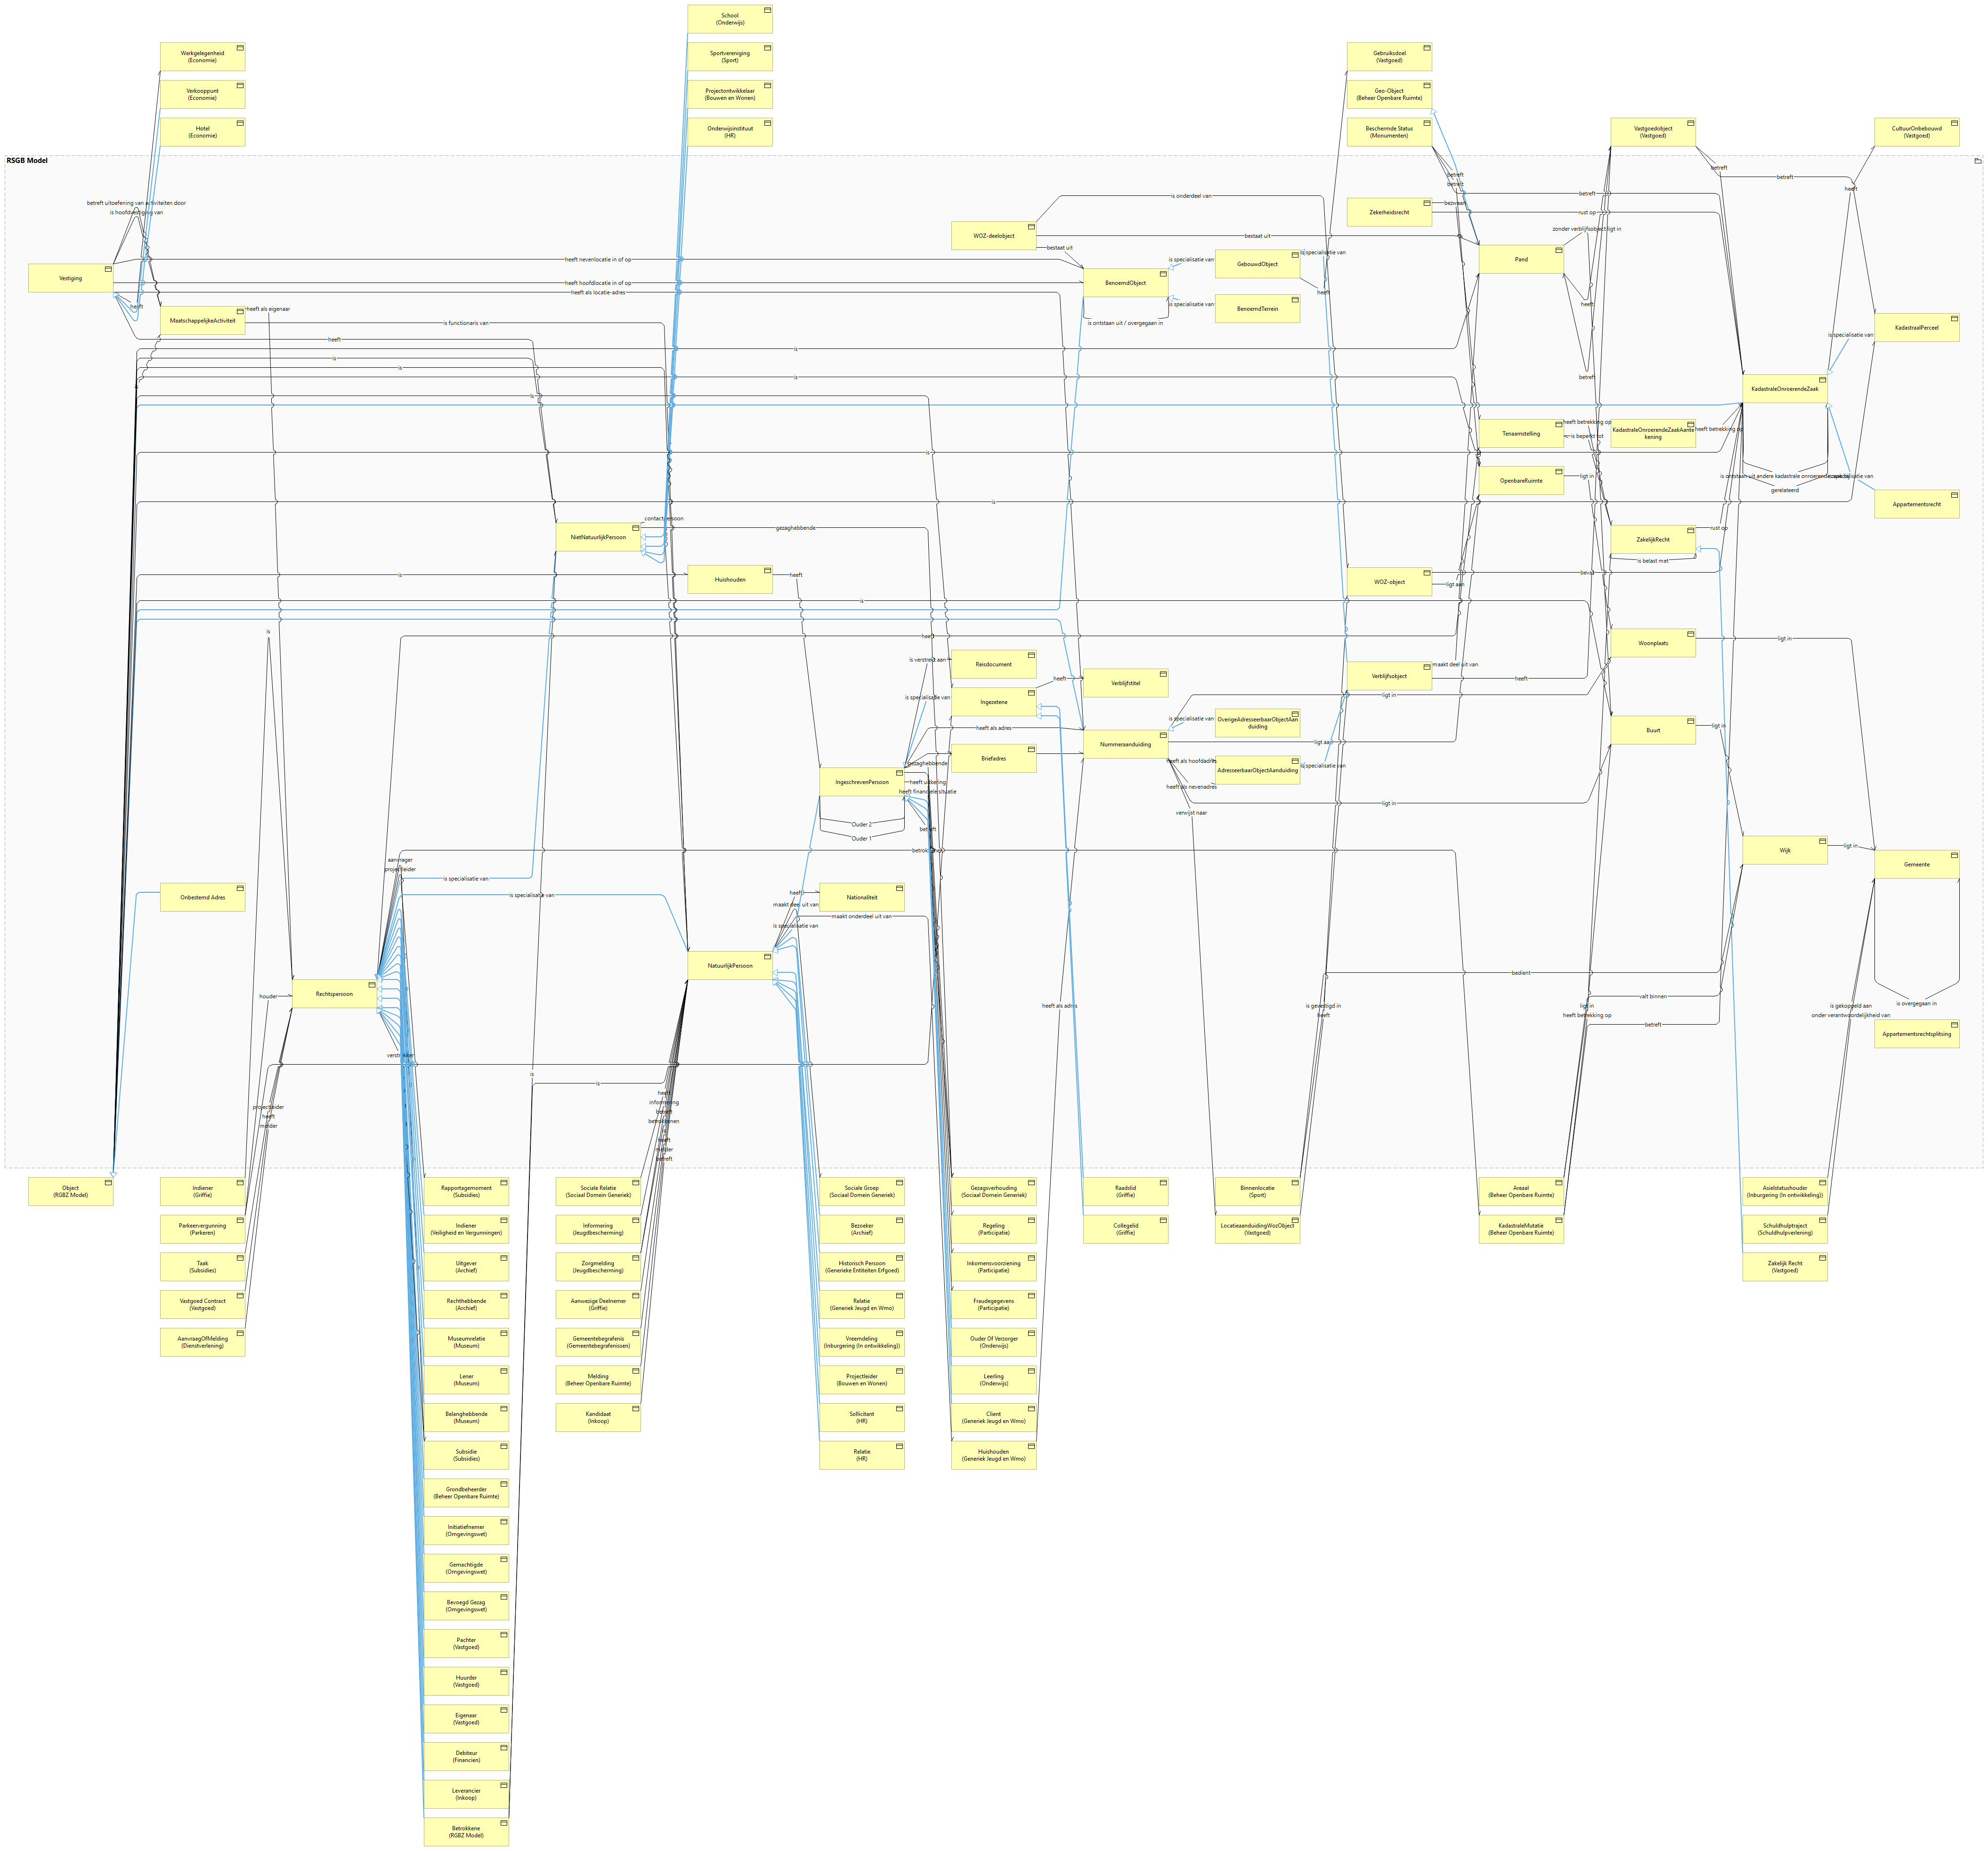 School
(Onderwijs)
Werkgelegenheid
(Economie)
Sportvereniging
(Sport)
Gebruiksdoel
(Vastgoed)
Verkooppunt
(Economie)
Projectontwikkelaar
(Bouwen en Wonen)
Geo-Object
(Beheer Openbare Ruimte)
Hotel
(Economie)
Onderwijsinstituut
(HR)
Beschermde Status
(Monumenten)
Vastgoedobject
(Vastgoed)
CultuurOnbebouwd
(Vastgoed)
RSGB Model
betreft
betreft
betreft
betreft
betreft
heeft
is onderdeel van
betreft uitoefening van activiteiten door
is hoofdvestiging van
Zekerheidsrecht
rust op
WOZ-deelobject
bestaat uit
bestaat uit
zonder verblijfsobject ligt in
Pand
is specialisatie van
GebouwdObject
heeft nevenlocatie in of op
is specialisatie van
Vestiging
BenoemdObject
heeft hoofdlocatie in of op
heeft als locatie-adres
heeft
heeft
heeft
is specialisatie van
BenoemdTerrein
heeft als eigenaar
MaatschappelijkeActiviteit
is functionaris van
is ontstaan uit / overgegaan in
KadastraalPerceel
is specialisatie van
heeft
is
is
is
is
betreft
KadastraleOnroerendeZaak
is
heeft betrekking op
Tenaamstelling
is beperkt tot
KadastraleOnroerendeZaakAante
kening
heeft betrekking op
is
OpenbareRuimte
ligt in
gerelateerd
Appartementsrecht
is
contactpersoon
gezaghebbende
NietNatuurlijkPersoon
rust op
ZakelijkRecht
is belast met
is
Huishouden
heeft
WOZ-object
bevat
ligt aan
is
is
heeft
Woonplaats
ligt in
is verstrekt aan
Reisdocument
maakt deel uit van
Verblijfsobject
heeft
heeft
Verblijfstitel
is specialisatie van
Ingezetene
ligt in
is specialisatie van
OverigeAdresseerbaarObjectAan
duiding
heeft als adres
Buurt
ligt in
Nummeraanduiding
ligt aan
Briefadres
gezaghebbende
heeft als hoofdadres
AdresseerbaarObjectAanduiding
is specialisatie van
IngeschrevenPersoon
heeft uitkering
heeft financiele situatie
heeft als nevenadres
ligt in
verwijst naar
Ouder 2
betreft
Ouder 1
Wijk
ligt in
Gemeente
aanvrager
projectleider
is specialisatie van
Onbestemd Adres
is specialisatie van
heeft
Nationaliteit
maakt deel uit van
maakt onderdeel uit van
is specialisatie van
NatuurlijkPersoon
bedient
Rechtspersoon
houder
valt binnen
is overgegaan in
heeft als adres
is gevestigd in
heeft
ligt in
heeft betrekking op
betreft
is gekoppeld aan
onder verantwoordelijkheid van
Appartementsrechtsplitsing
verstrekker
is
is
projectleider
heeft
melder
heeft
informering
betreft
betrokkenen
is
heeft
melder
betreft
Object
(RGBZ Model)
Indiener
(Griffie)
Rapportagemoment
(Subsidies)
Sociale Relatie
(Sociaal Domein Generiek)
Sociale Groep
(Sociaal Domein Generiek)
Gezagsverhouding
(Sociaal Domein Generiek)
Raadslid
(Griffie)
Binnenlocatie
(Sport)
Areaal
(Beheer Openbare Ruimte)
Asielstatushouder
(Inburgering (In ontwikkeling))
Parkeervergunning
(Parkeren)
Indiener
(Veiligheid en Vergunningen)
Informering
(Jeugdbescherming)
Bezoeker
(Archief)
Regeling
(Participatie)
Collegelid
(Griffie)
LocatieaanduidingWozObject
(Vastgoed)
KadastraleMutatie
(Beheer Openbare Ruimte)
Schuldhulptraject
(Schuldhulpverlening)
Taak
(Subsidies)
Uitgever
(Archief)
Zorgmelding
(Jeugdbescherming)
Historisch Persoon
(Generieke Entiteiten Erfgoed)
Inkomensvoorziening
(Participatie)
Zakelijk Recht
(Vastgoed)
Vastgoed Contract
(Vastgoed)
Rechthebbende
(Archief)
Aanwezige Deelnemer
(Griffie)
Relatie
(Generiek Jeugd en Wmo)
Fraudegegevens
(Participatie)
AanvraagOfMelding
(Dienstverlening)
Museumrelatie
(Museum)
Gemeentebegrafenis
(Gemeentebegrafenissen)
Vreemdeling
(Inburgering (In ontwikkeling))
Ouder Of Verzorger
(Onderwijs)
Lener
(Museum)
Melding
(Beheer Openbare Ruimte)
Projectleider
(Bouwen en Wonen)
Leerling
(Onderwijs)
Belanghebbende
(Museum)
Kandidaat
(Inkoop)
Sollicitant
(HR)
Client
(Generiek Jeugd en Wmo)
Subsidie
(Subsidies)
Relatie
(HR)
Huishouden
(Generiek Jeugd en Wmo)
Grondbeheerder
(Beheer Openbare Ruimte)
Initiatiefnemer
(Omgevingswet)
Gemachtigde
(Omgevingswet)
Bevoegd Gezag
(Omgevingswet)
Pachter
(Vastgoed)
Huurder
(Vastgoed)
Eigenaar
(Vastgoed)
Debiteur
(Financien)
Leverancier
(Inkoop)
Betrokkene
(RGBZ Model)